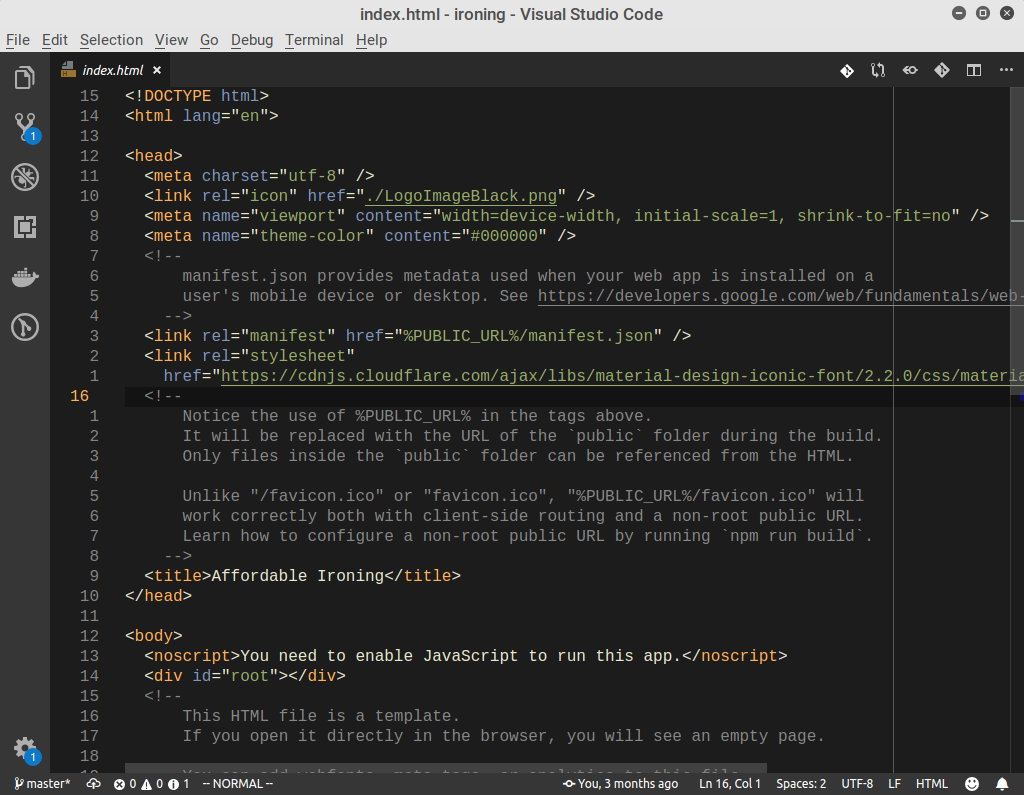 index.html - ironing - Visual Studio Code
File Edit Selection View Go Debug Terminal Help
index.html ×
15 <!DOCTYPE html>
14 <html lang="en">
13
12 <head>
11 <meta charset="utf-8" />
10 <link rel="icon" href="./LogoImageBlack.png" />
9 <meta name="viewport" content="width=device-width, initial-scale=1, shrink-to-fit=no" />
8 <meta name="theme-color" content="#000000" />
7 <!--
6 manifest.json provides metadata used when your web app is installed on a
5 user's mobile device or desktop. See https://developers.google.com/web/fundamentals/web-
4 -->
3 <link rel="manifest" href="%PUBLIC_URL%/manifest.json" />
2 <link rel="stylesheet"
1 href="https://cdnjs.cloudflare.com/ajax/libs/material-design-iconic-font/2.2.0/css/materia
16 <!--
1 Notice the use of %PUBLIC_URL% in the tags above.
2 It will be replaced with the URL of the `public` folder during the build.
3 Only files inside the `public` folder can be referenced from the HTML.
4
5 Unlike "/favicon.ico" or "favicon.ico", "%PUBLIC_URL%/favicon.ico" will
6 work correctly both with client-side routing and a non-root public URL.
7 Learn how to configure a non-root public URL by running `npm run build`.
8 -->
9 <title>Affordable Ironing</title>
10 </head>
11
12 <body>
13 <noscript>You need to enable JavaScript to run this app.</noscript>
14 <div id="root"></div>
15 <!--
16 This HTML file is a template.
17 If you open it directly in the browser, you will see an empty page.
18
1
1
master* 0 0 1 -- NORMAL -- You, 3 months ago Ln 16, Col 1 Spaces: 2 UTF-8 LF HTML